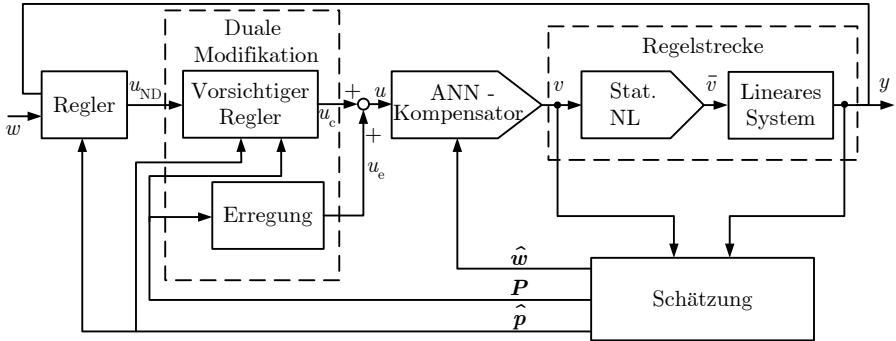 Duale
Modifikation
Regelstrecke
w
Regler
u_ND
Vorsichtiger
Regler
u_c
+
+
u
u_e
ANN -
Kompensator
v
Stat.
NL
v̄
Lineares
System
y
Erregung
ŵ
P
p̂
Schätzung